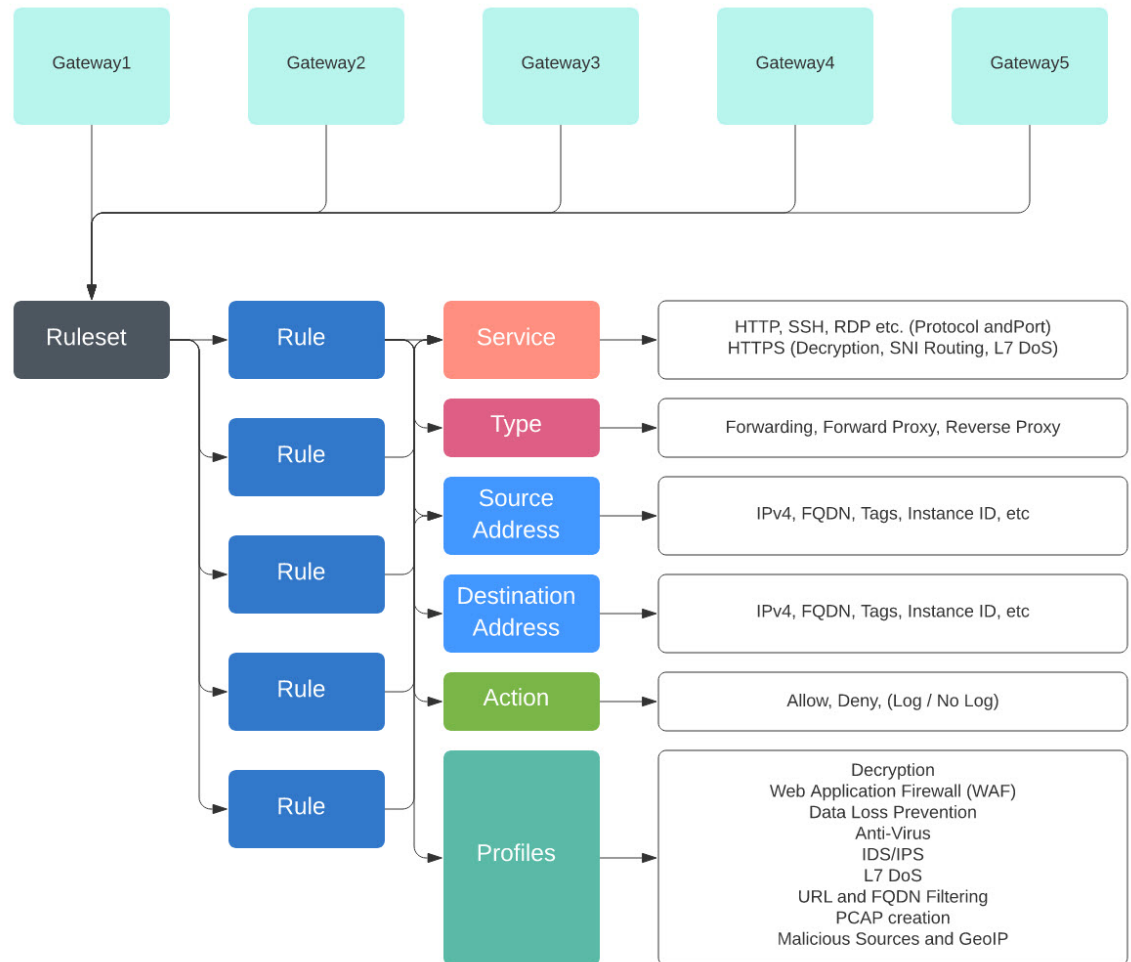 Gateway1
Gateway2
Gateway3
Gateway4
Gateway5
Ruleset
Rule
Service
HTTP, SSH, RDP etc. (Protocol andPort)
HTTPS (Decryption, SNI Routing, L7 DoS)
Rule
Type
Forwarding, Forward Proxy, Reverse Proxy
Source
Address
IPv4, FQDN, Tags, Instance ID, etc
Rule
Destination
Address
IPv4, FQDN, Tags, Instance ID, etc
Rule
Action
Allow, Deny, (Log / No Log)
Rule
Profiles
Decryption
Web Application Firewall (WAF)
Data Loss Prevention
Anti-Virus
IDS/IPS
L7 DoS
URL and FQDN Filtering
PCAP creation
Malicious Sources and GeoIP